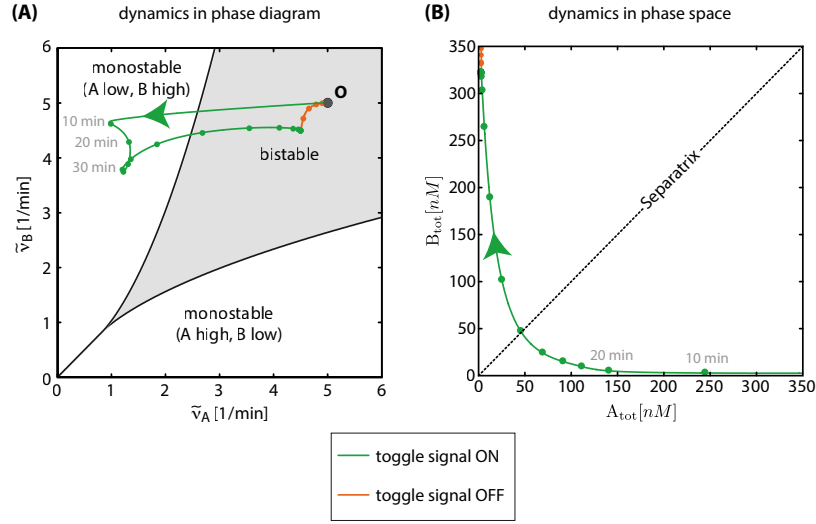 (A)
dynamics in phase diagram
6
5
4
3
2
1
0
0
1
2
3
4
5
6
ṽB [1/min]
ṽA [1/min]
monostable
(A low, B high)
O
10 min
20 min
30 min
bistable
monostable
(A high, B low)
(B)
dynamics in phase space
350
300
250
200
150
100
50
0
0
50
100
150
200
250
300
350
Btot[nM]
Atot[nM]
Separatrix
20 min
10 min
toggle signal ON
toggle signal OFF